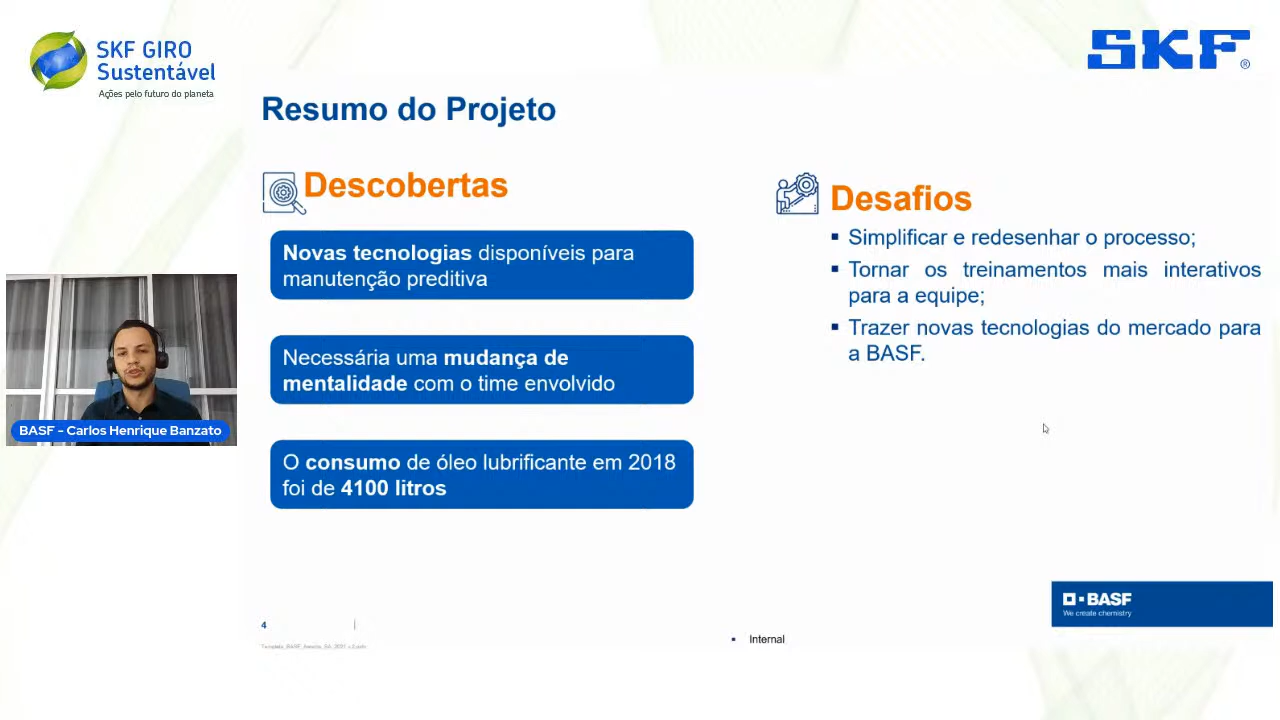 SKF GIRO
Sustentável
Ações pelo futuro do planeta
SKF®
Resumo do Projeto
Descobertas
Novas tecnologias disponíveis para
manutenção preditiva
Necessária uma mudança de
mentalidade com o time envolvido
O consumo de óleo lubrificante em 2018
foi de 4100 litros
Desafios
▪ Simplificar e redesenhar o processo;
▪ Tornar os treinamentos mais interativos
para a equipe;
▪ Trazer novas tecnologias do mercado para
a BASF.
BASF - Carlos Henrique Banzato
BASF
We create chemistry
4
▪ Internal